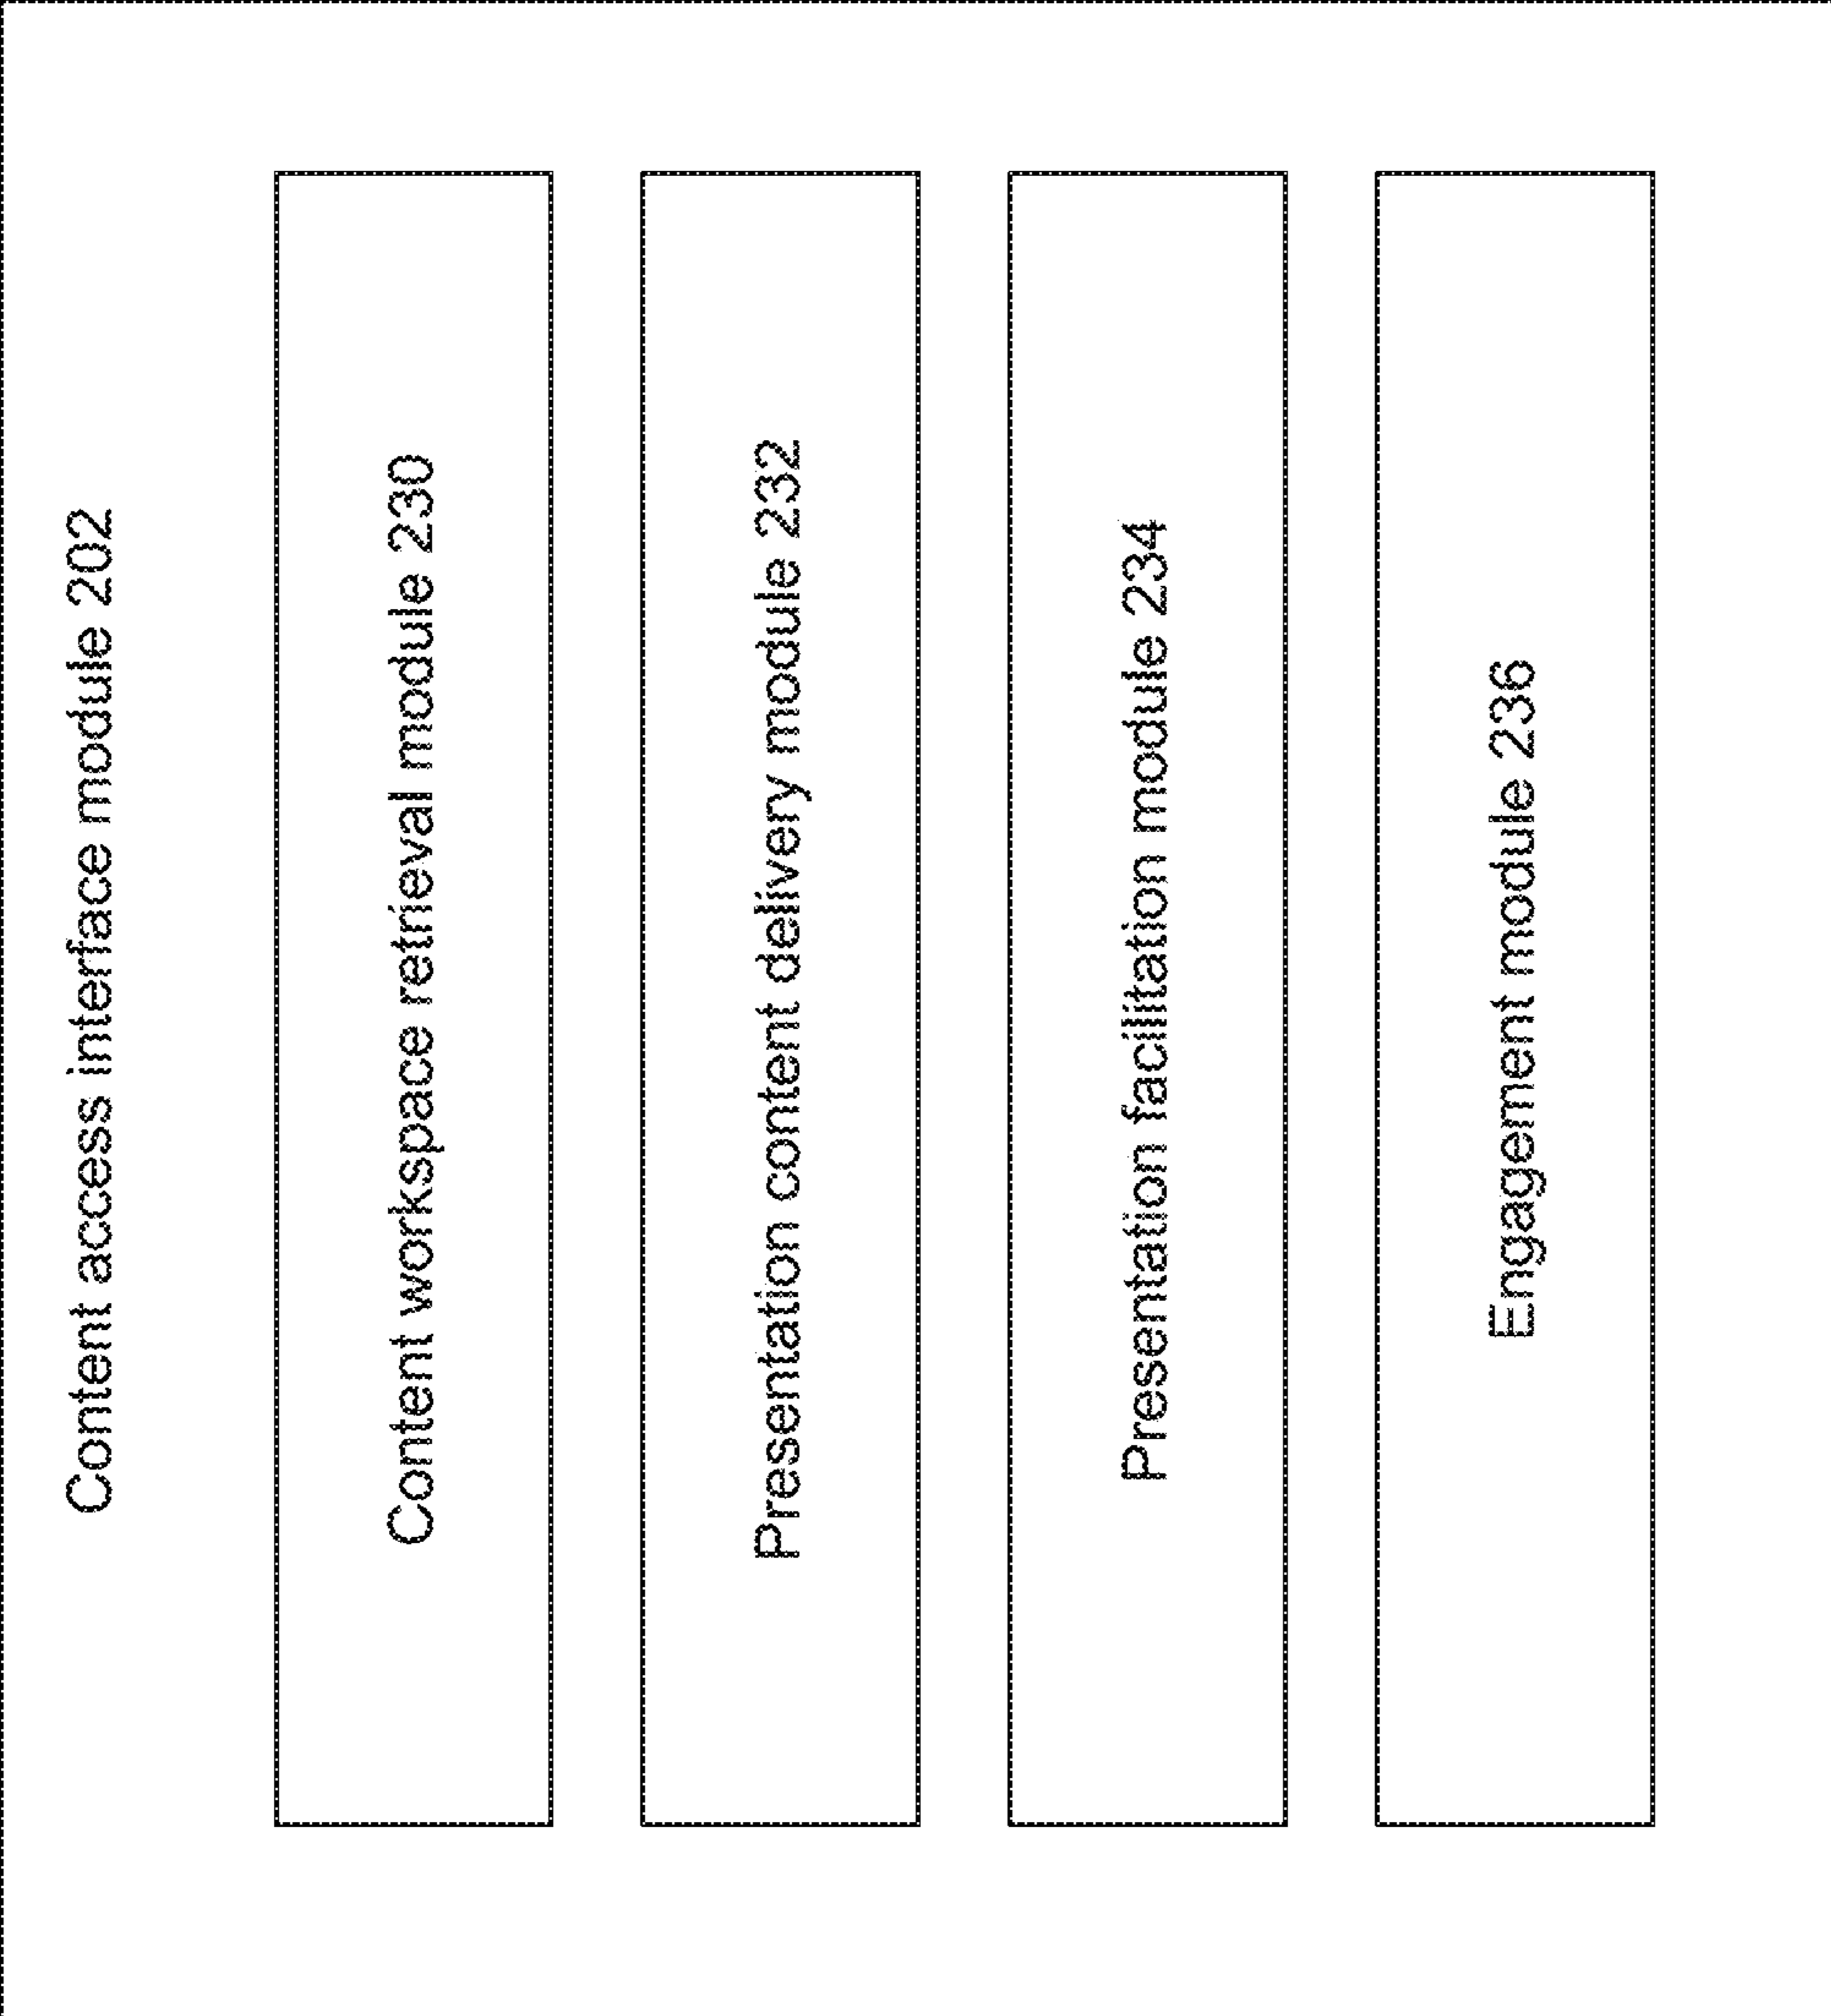 Content access interface module 202
Content workspace retrieval module 230
Presentation content delivery module 232
Presentation facilitation module 234
Engagement module 236